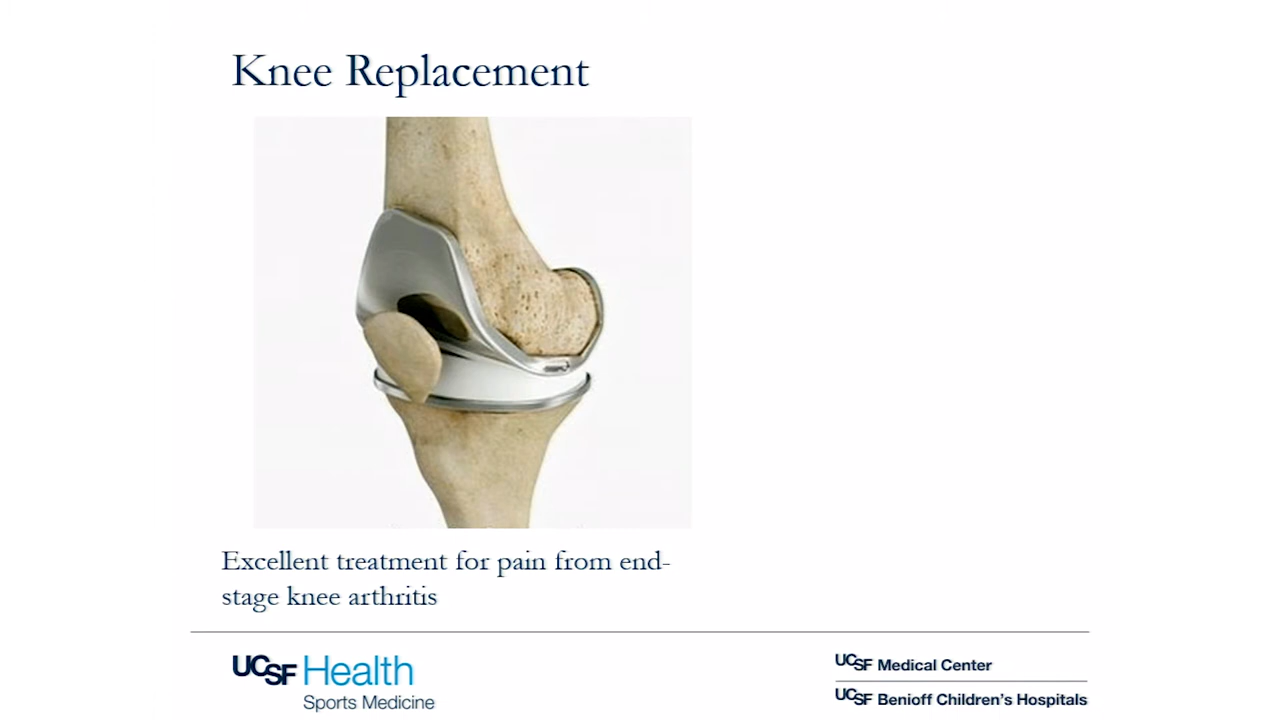 Knee Replacement
Excellent treatment for pain from end-
stage knee arthritis
UCSF Health
Sports Medicine
UCSF Medical Center
UCSF Benioff Children's Hospitals